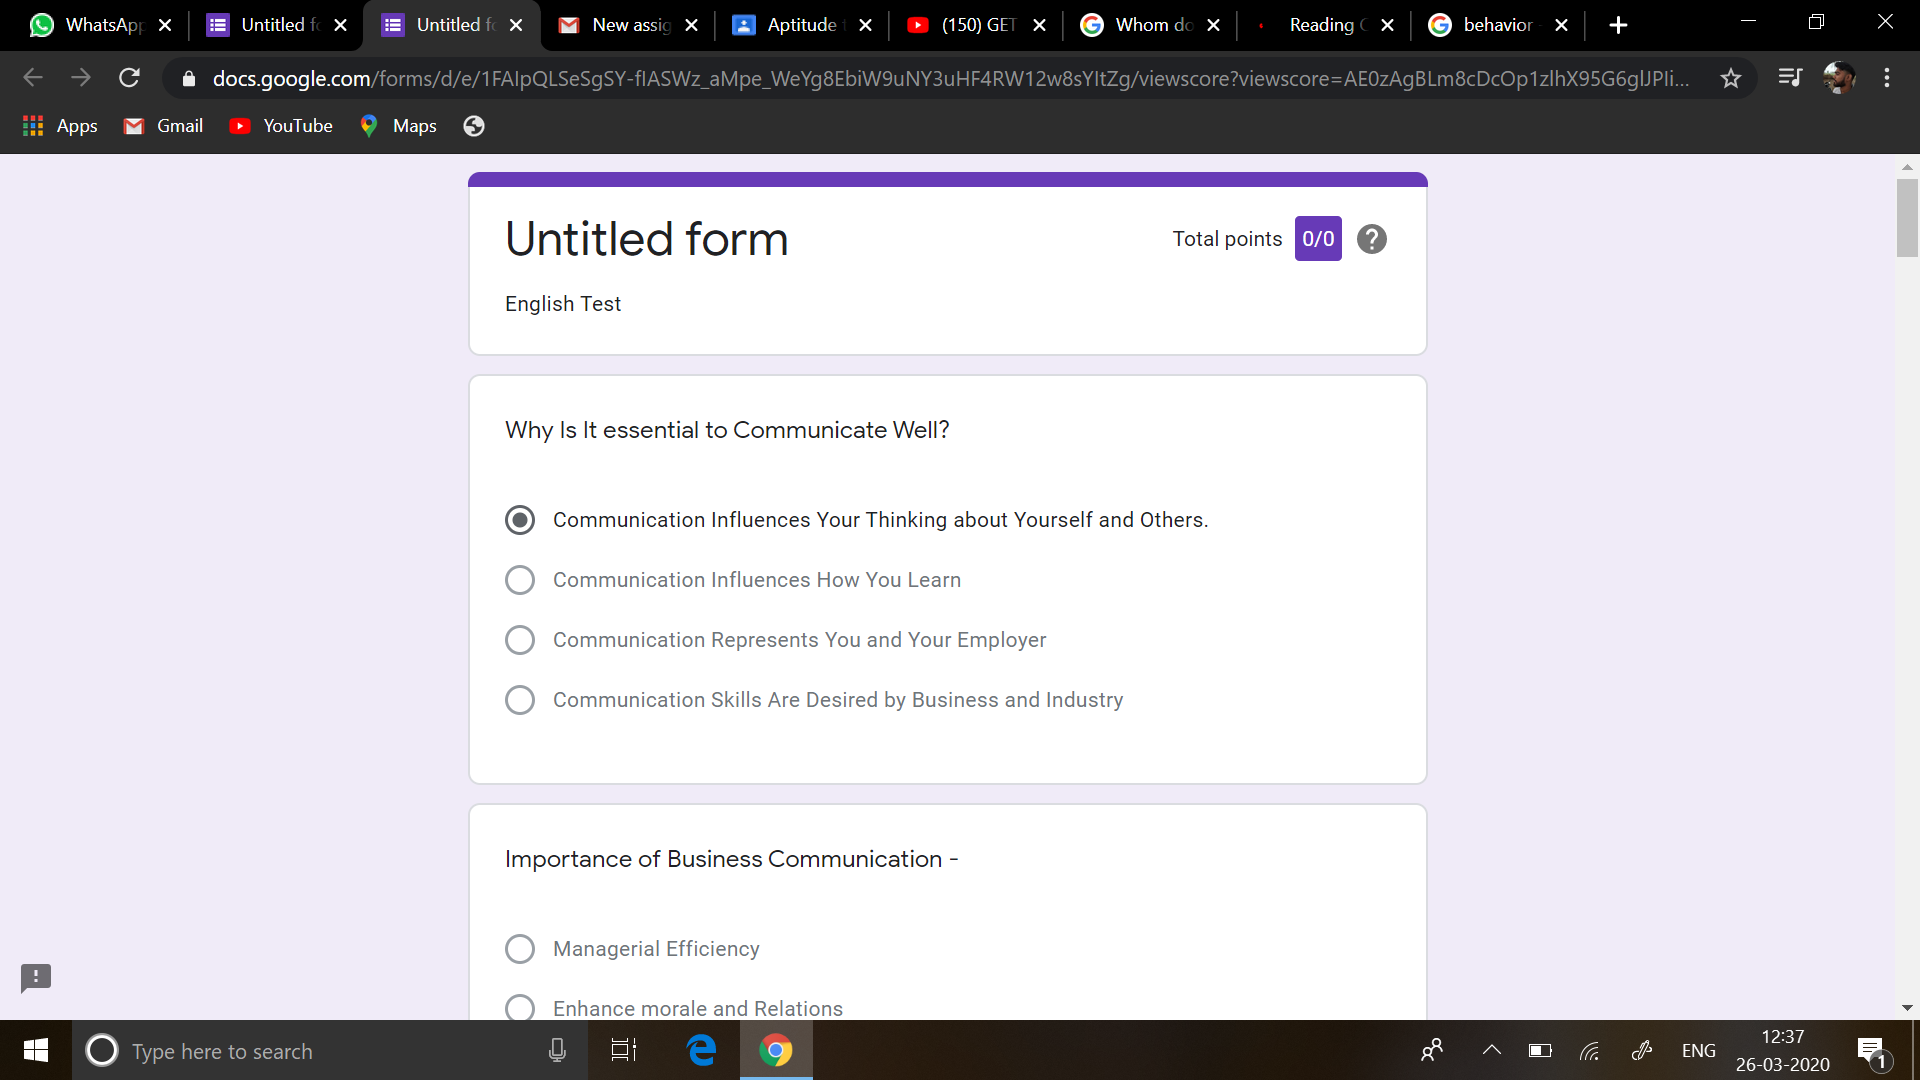 WhatsApp
Untitled fo
Untitled fo
New assig
Aptitude t
(150) GET
Whom do
Reading C
behavior -
docs.google.com/forms/d/e/1FAIpQLSeSgSY-fIASWz_aMpe_WeYg8EbiW9uNY3uHF4RW12w8sYItZg/viewscore?viewscore=AE0zAgBLm8cDcOp1zlhX95G6glJPIi...
Apps
Gmail
YouTube
Maps
Untitled form
Total points 0/0
English Test
Why Is It essential to Communicate Well?
Communication Influences Your Thinking about Yourself and Others.
Communication Influences How You Learn
Communication Represents You and Your Employer
Communication Skills Are Desired by Business and Industry
Importance of Business Communication -
Managerial Efficiency
Enhance morale and Relations
Type here to search
ENG
12:37
26-03-2020
1